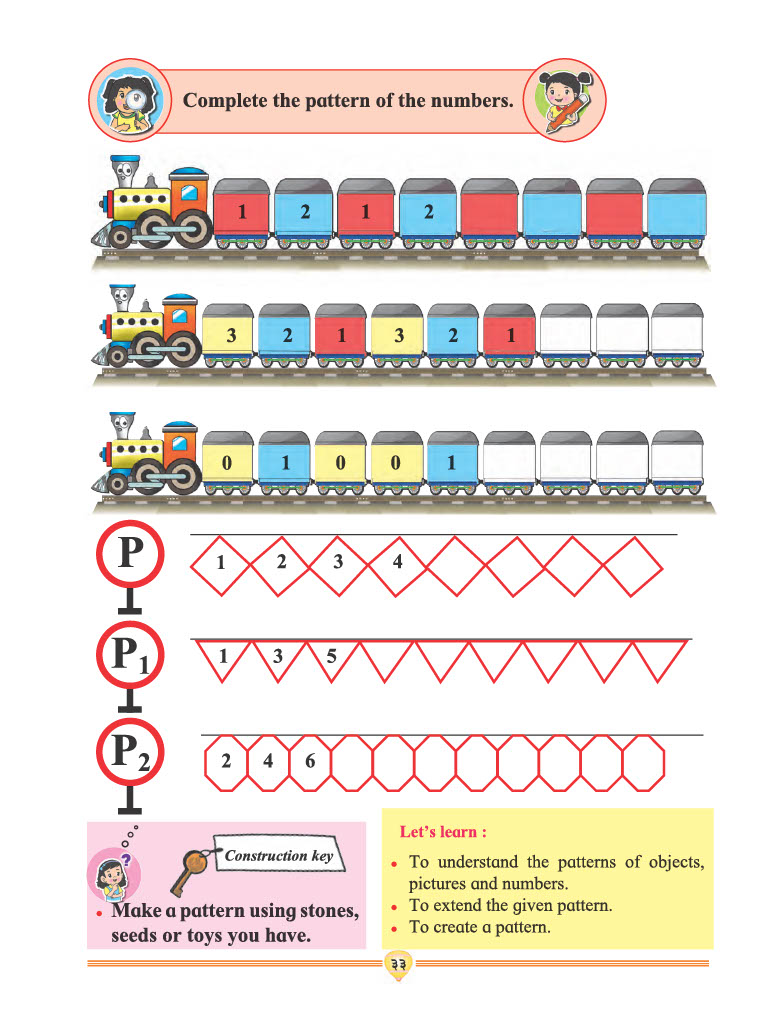 Complete the pattern of the numbers.
1 2 1 2
3 2 1 3 2 1
0 1 0 0 1
P 1 2 3 4
P1 1 3 5
P2 2 4 6
?
Construction key
• Make a pattern using stones,
seeds or toys you have.
Let's learn :
• To understand the patterns of objects,
pictures and numbers.
• To extend the given pattern.
• To create a pattern.
३३